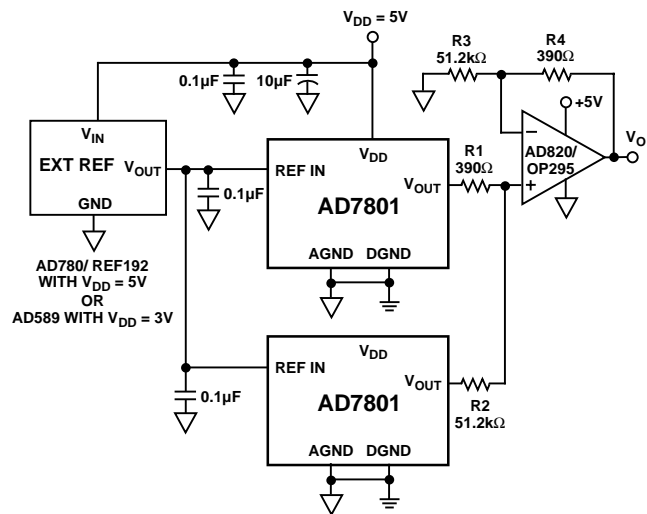 V_DD = 5V
R3
51.2kΩ
R4
390Ω
0.1µF
10µF
+5V
V_IN
EXT REF
V_OUT
GND
REF IN
V_DD
V_OUT
AD7801
AGND
DGND
R1
390Ω
−
+
AD820/
OP295
V_O
0.1µF
AD780/ REF192
WITH V_DD = 5V
OR
AD589 WITH V_DD = 3V
REF IN
V_DD
V_OUT
AD7801
AGND
DGND
R2
51.2kΩ
0.1µF